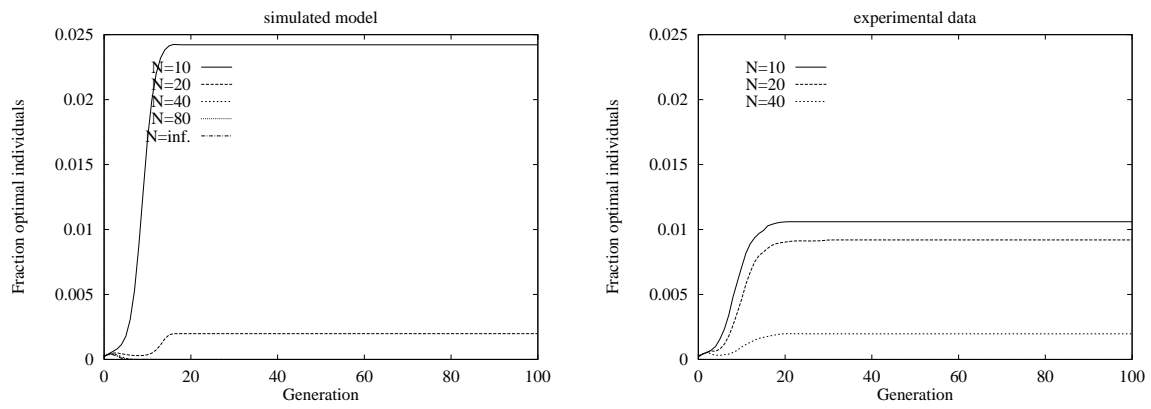 simulated model
0.025
0.02
0.015
0.01
0.005
0
Fraction optimal individuals
N=10
N=20
N=40
N=80
N=inf.
0 20 40 60 80 100
Generation
experimental data
0.025
0.02
0.015
0.01
0.005
0
Fraction optimal individuals
N=10
N=20
N=40
0 20 40 60 80 100
Generation